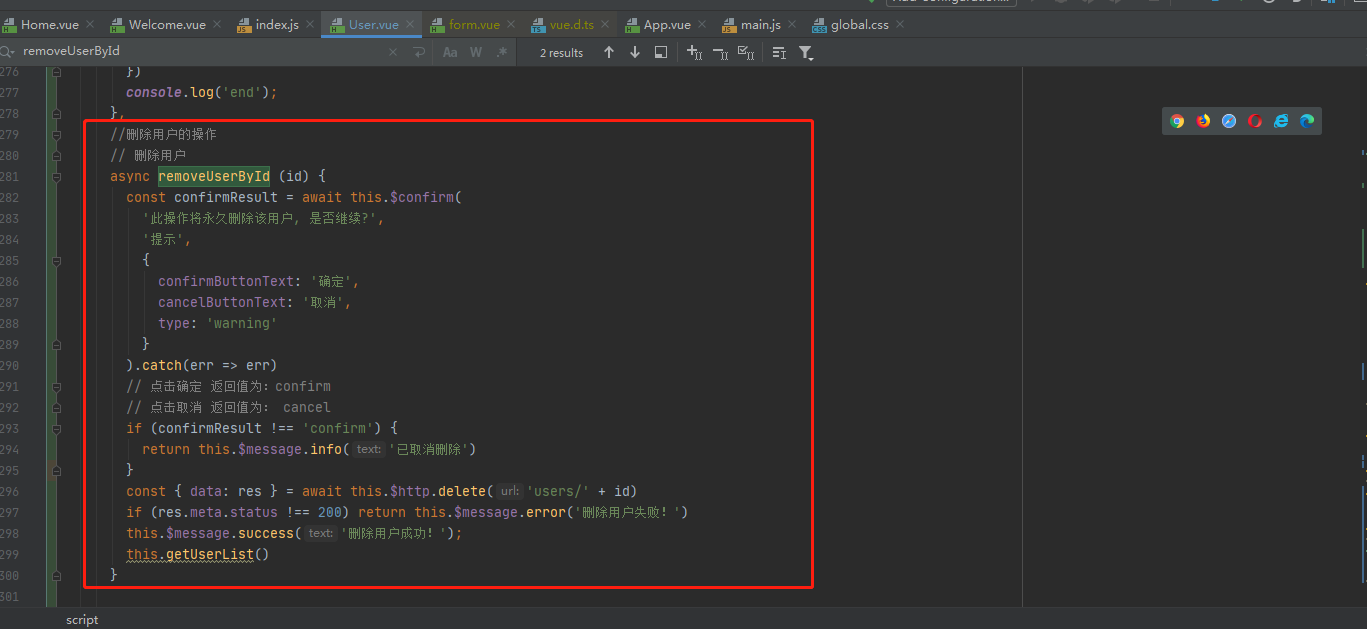 Home.vue Welcome.vue index.js User.vue form.vue vue.d.ts App.vue main.js global.css
removeUserById Aa W .* 2 results
276 })
277 console.log('end');
278 },
279 //删除用户的操作
280 // 删除用户
281 async removeUserById (id) {
282 const confirmResult = await this.$confirm(
283 '此操作将永久删除该用户, 是否继续?',
284 '提示',
285 {
286 confirmButtonText: '确定',
287 cancelButtonText: '取消',
288 type: 'warning'
289 }
290 ).catch(err => err)
291 // 点击确定 返回值为：confirm
292 // 点击取消 返回值为： cancel
293 if (confirmResult !== 'confirm') {
294 return this.$message.info( text: '已取消删除')
295 }
296 const { data: res } = await this.$http.delete( url: 'users/' + id)
297 if (res.meta.status !== 200) return this.$message.error('删除用户失败！')
298 this.$message.success( text: '删除用户成功！');
299 this.getUserList()
300 }
301
script